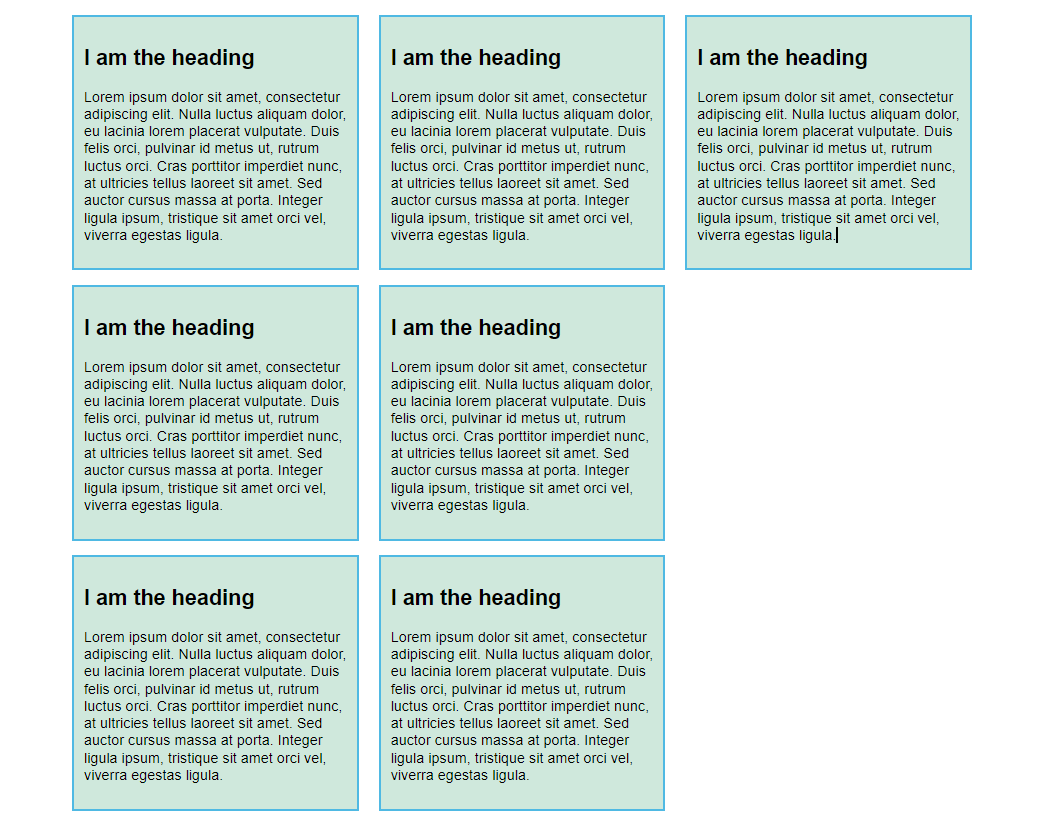 I am the heading
Lorem ipsum dolor sit amet, consectetur
adipiscing elit. Nulla luctus aliquam dolor,
eu lacinia lorem placerat vulputate. Duis
felis orci, pulvinar id metus ut, rutrum
luctus orci. Cras porttitor imperdiet nunc,
at ultricies tellus laoreet sit amet. Sed
auctor cursus massa at porta. Integer
ligula ipsum, tristique sit amet orci vel,
viverra egestas ligula.
I am the heading
Lorem ipsum dolor sit amet, consectetur
adipiscing elit. Nulla luctus aliquam dolor,
eu lacinia lorem placerat vulputate. Duis
felis orci, pulvinar id metus ut, rutrum
luctus orci. Cras porttitor imperdiet nunc,
at ultricies tellus laoreet sit amet. Sed
auctor cursus massa at porta. Integer
ligula ipsum, tristique sit amet orci vel,
viverra egestas ligula.
I am the heading
Lorem ipsum dolor sit amet, consectetur
adipiscing elit. Nulla luctus aliquam dolor,
eu lacinia lorem placerat vulputate. Duis
felis orci, pulvinar id metus ut, rutrum
luctus orci. Cras porttitor imperdiet nunc,
at ultricies tellus laoreet sit amet. Sed
auctor cursus massa at porta. Integer
ligula ipsum, tristique sit amet orci vel,
viverra egestas ligula.
I am the heading
Lorem ipsum dolor sit amet, consectetur
adipiscing elit. Nulla luctus aliquam dolor,
eu lacinia lorem placerat vulputate. Duis
felis orci, pulvinar id metus ut, rutrum
luctus orci. Cras porttitor imperdiet nunc,
at ultricies tellus laoreet sit amet. Sed
auctor cursus massa at porta. Integer
ligula ipsum, tristique sit amet orci vel,
viverra egestas ligula.
I am the heading
Lorem ipsum dolor sit amet, consectetur
adipiscing elit. Nulla luctus aliquam dolor,
eu lacinia lorem placerat vulputate. Duis
felis orci, pulvinar id metus ut, rutrum
luctus orci. Cras porttitor imperdiet nunc,
at ultricies tellus laoreet sit amet. Sed
auctor cursus massa at porta. Integer
ligula ipsum, tristique sit amet orci vel,
viverra egestas ligula.
I am the heading
Lorem ipsum dolor sit amet, consectetur
adipiscing elit. Nulla luctus aliquam dolor,
eu lacinia lorem placerat vulputate. Duis
felis orci, pulvinar id metus ut, rutrum
luctus orci. Cras porttitor imperdiet nunc,
at ultricies tellus laoreet sit amet. Sed
auctor cursus massa at porta. Integer
ligula ipsum, tristique sit amet orci vel,
viverra egestas ligula.
I am the heading
Lorem ipsum dolor sit amet, consectetur
adipiscing elit. Nulla luctus aliquam dolor,
eu lacinia lorem placerat vulputate. Duis
felis orci, pulvinar id metus ut, rutrum
luctus orci. Cras porttitor imperdiet nunc,
at ultricies tellus laoreet sit amet. Sed
auctor cursus massa at porta. Integer
ligula ipsum, tristique sit amet orci vel,
viverra egestas ligula.